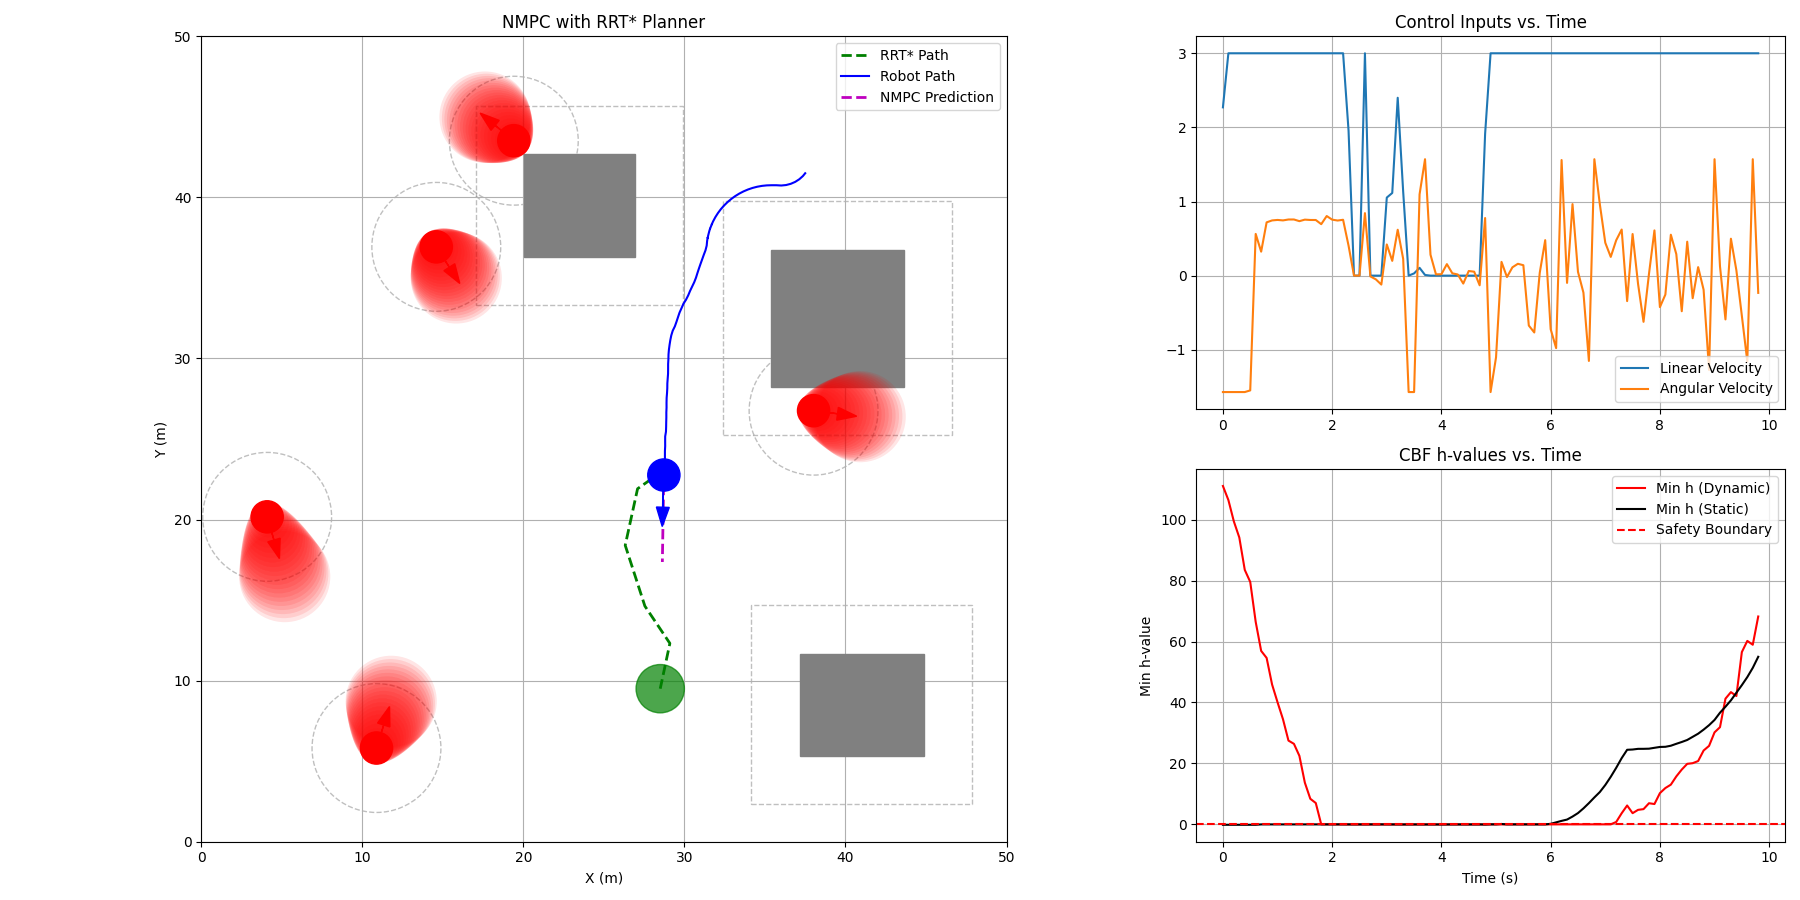 NMPC with RRT* Planner
50
40
30
20
10
0
Y (m)
0 10 20 30 40 50
X (m)
RRT* Path
Robot Path
NMPC Prediction
Control Inputs vs. Time
3
2
1
0
−1
0 2 4 6 8 10
Linear Velocity
Angular Velocity
CBF h-values vs. Time
100
80
60
40
20
0
Min h-value
0 2 4 6 8 10
Time (s)
Min h (Dynamic)
Min h (Static)
Safety Boundary